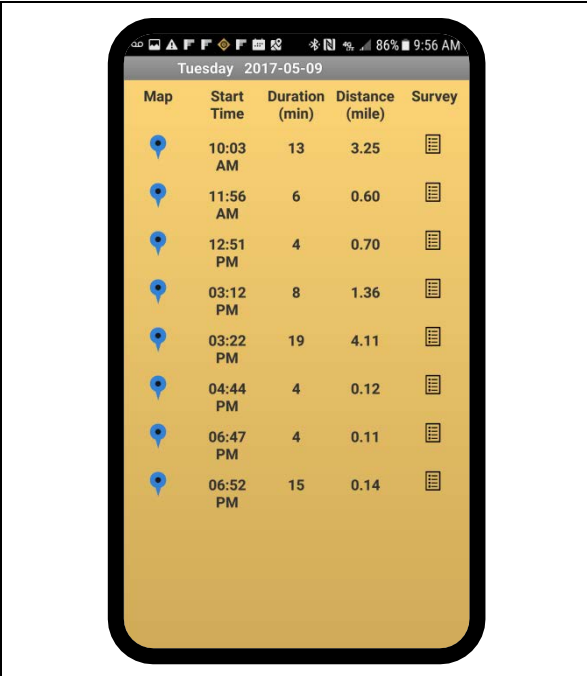 86% 9:56 AM
Tuesday 2017-05-09
Map Start Time Duration (min) Distance (mile) Survey
10:03 AM 13 3.25
11:56 AM 6 0.60
12:51 PM 4 0.70
03:12 PM 8 1.36
03:22 PM 19 4.11
04:44 PM 4 0.12
06:47 PM 4 0.11
06:52 PM 15 0.14